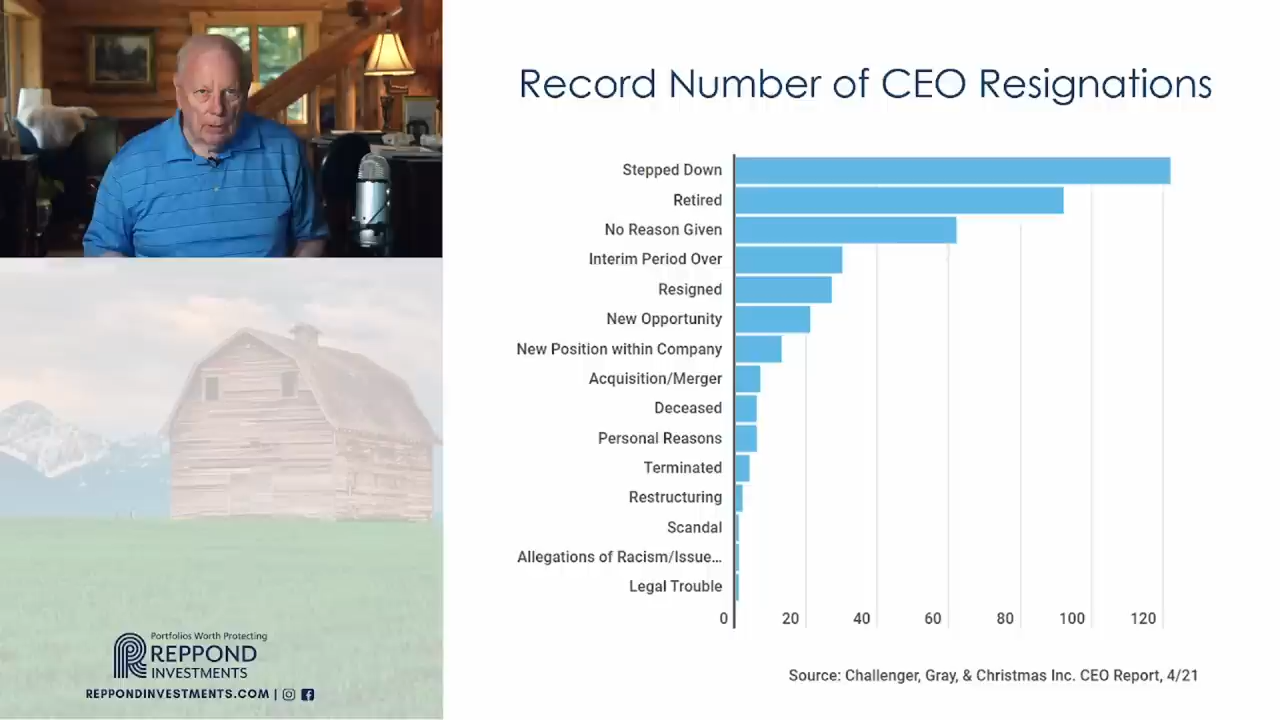 Record Number of CEO Resignations
Stepped Down
Retired
No Reason Given
Interim Period Over
Resigned
New Opportunity
New Position within Company
Acquisition/Merger
Deceased
Personal Reasons
Terminated
Restructuring
Scandal
Allegations of Racism/Issue...
Legal Trouble
0 20 40 60 80 100 120
Source: Challenger, Gray, & Christmas Inc. CEO Report, 4/21
Portfolios Worth Protecting
REPPOND
INVESTMENTS
REPPONDINVESTMENTS.COM |